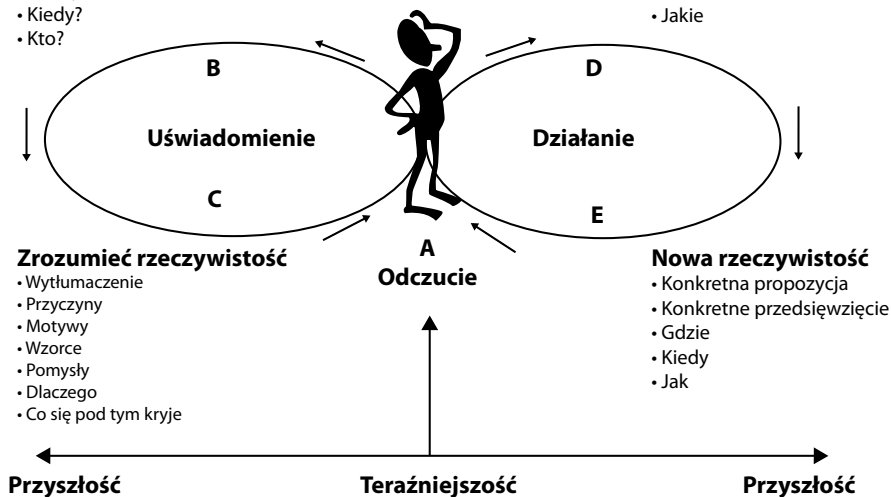 • Kiedy?
• Kto?
• Jakie
B
D
Uświadomienie
Działanie
C
E
A
Odczucie
Zrozumieć rzeczywistość
• Wytłumaczenie
• Przyczyny
• Motywy
• Wzorce
• Pomysły
• Dlaczego
• Co się pod tym kryje
Nowa rzeczywistość
• Konkretna propozycja
• Konkretne przedsięwzięcie
• Gdzie
• Kiedy
• Jak
Przyszłość
Teraźniejszość
Przyszłość